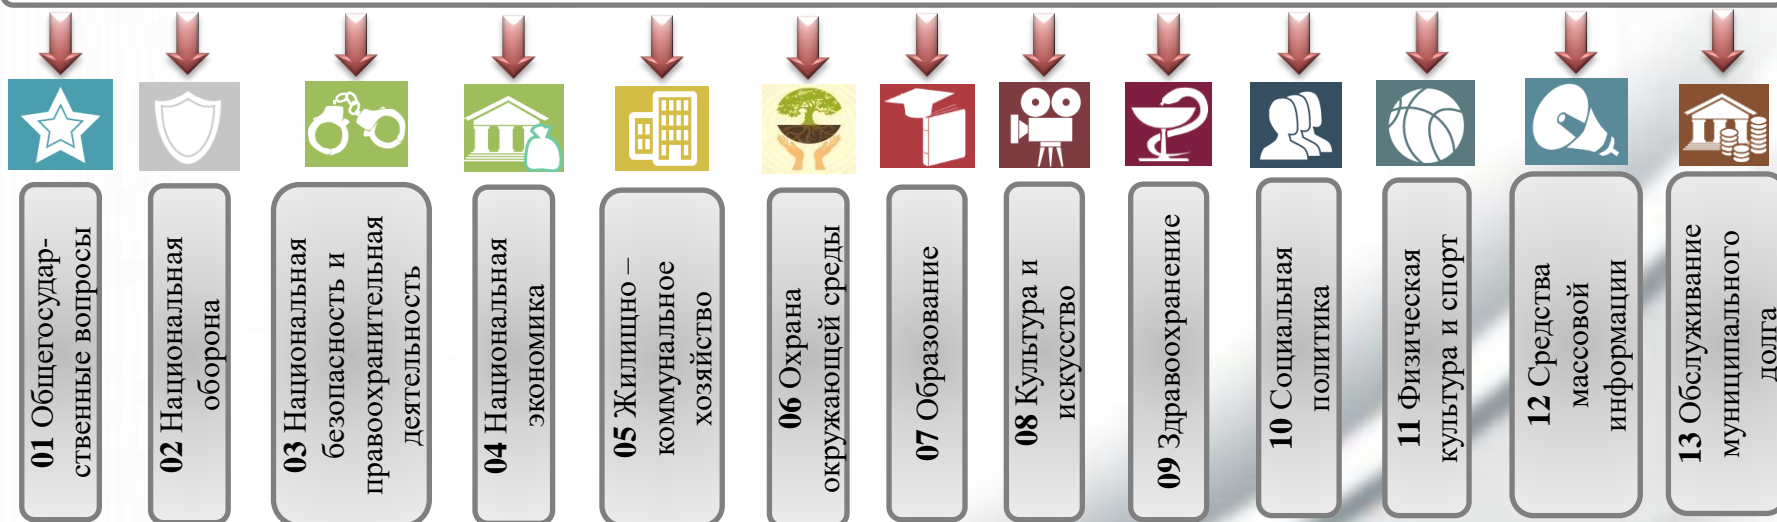 01 Общегосудар-
ственные вопросы
02 Национальная
оборона
03 Национальная
безопасность и
правоохранительная
деятельность
04 Национальная
экономика
05 Жилищно –
коммунальное
хозяйство
06 Охрана
окружающей среды
07 Образование
08 Культура и
искусство
09 Здравоохранение
10 Социальная
политика
11 Физическая
культура и спорт
12 Средства
массовой
информации
13 Обслуживание
муниципального
долга